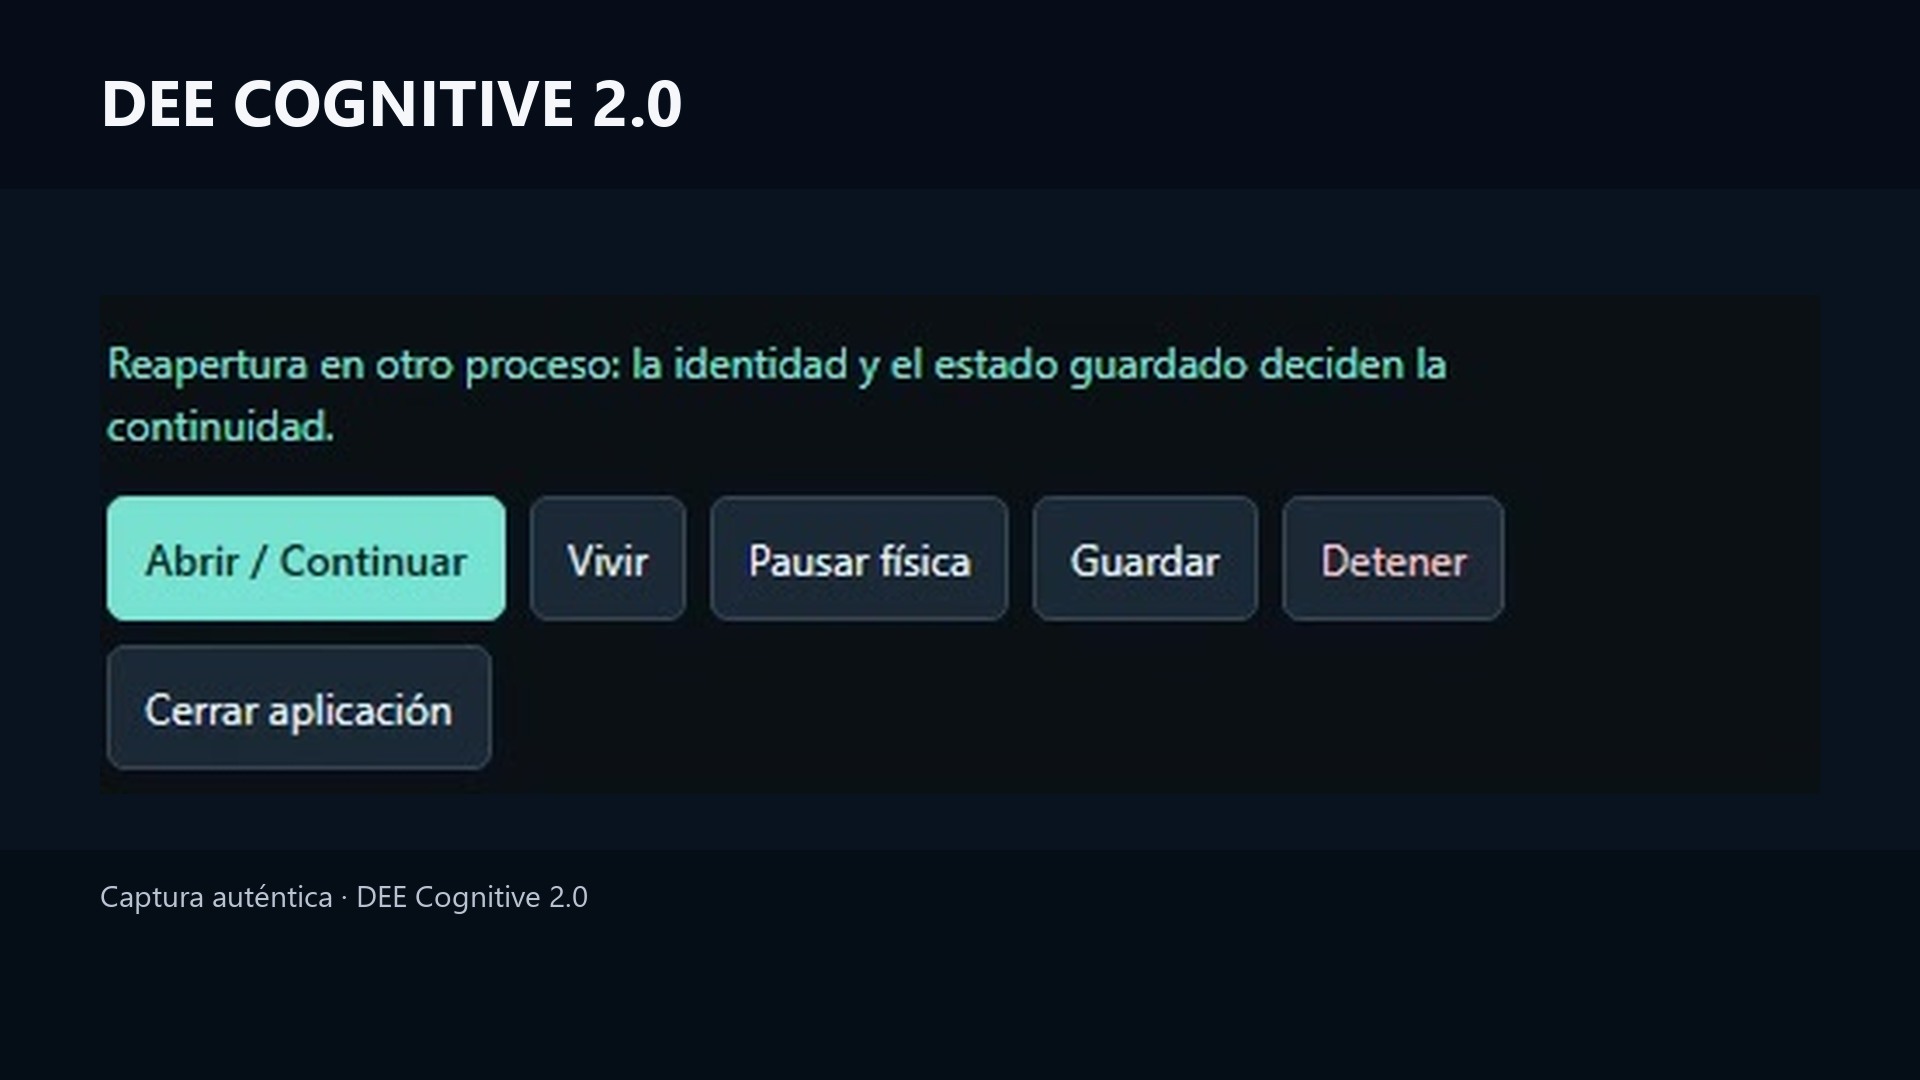 DEE COGNITIVE 2.0
Reapertura en otro proceso: la identidad y el estado guardado deciden la
continuidad.
Abrir / Continuar Vivir Pausar física Guardar Detener
Cerrar aplicación
Captura auténtica · DEE Cognitive 2.0